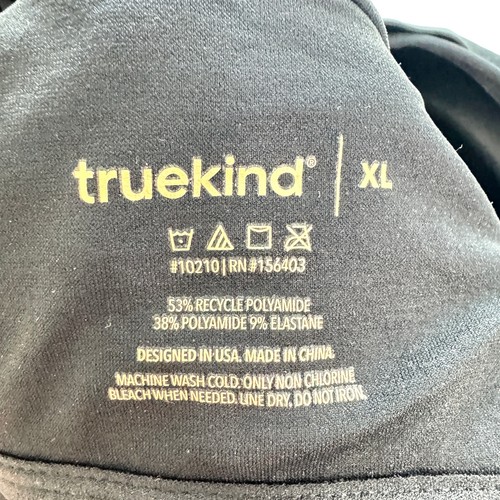 truekind® | XL
#10210 | RN #156403
53% RECYCLE POLYAMIDE
38% POLYAMIDE 9% ELASTANE
DESIGNED IN USA. MADE IN CHINA.
MACHINE WASH COLD. ONLY NON CHLORINE
BLEACH WHEN NEEDED. LINE DRY, DO NOT IRON.